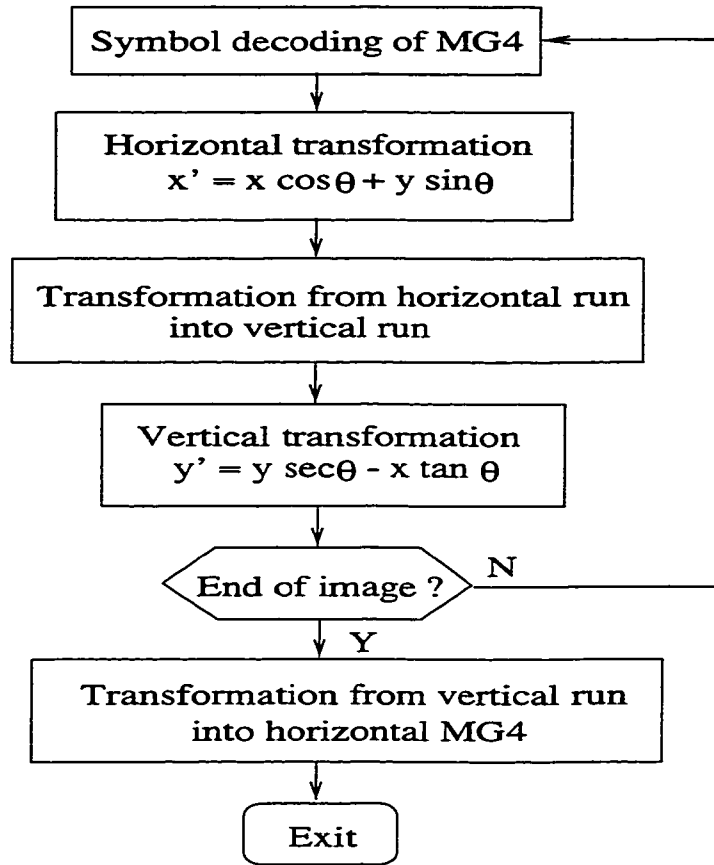 Symbol decoding of MG4
Horizontal transformation
x' = x cosθ + y sinθ
Transformation from horizontal run
into vertical run
Vertical transformation
y' = y secθ - x tan θ
End of image ?
N
Y
Transformation from vertical run
into horizontal MG4
Exit